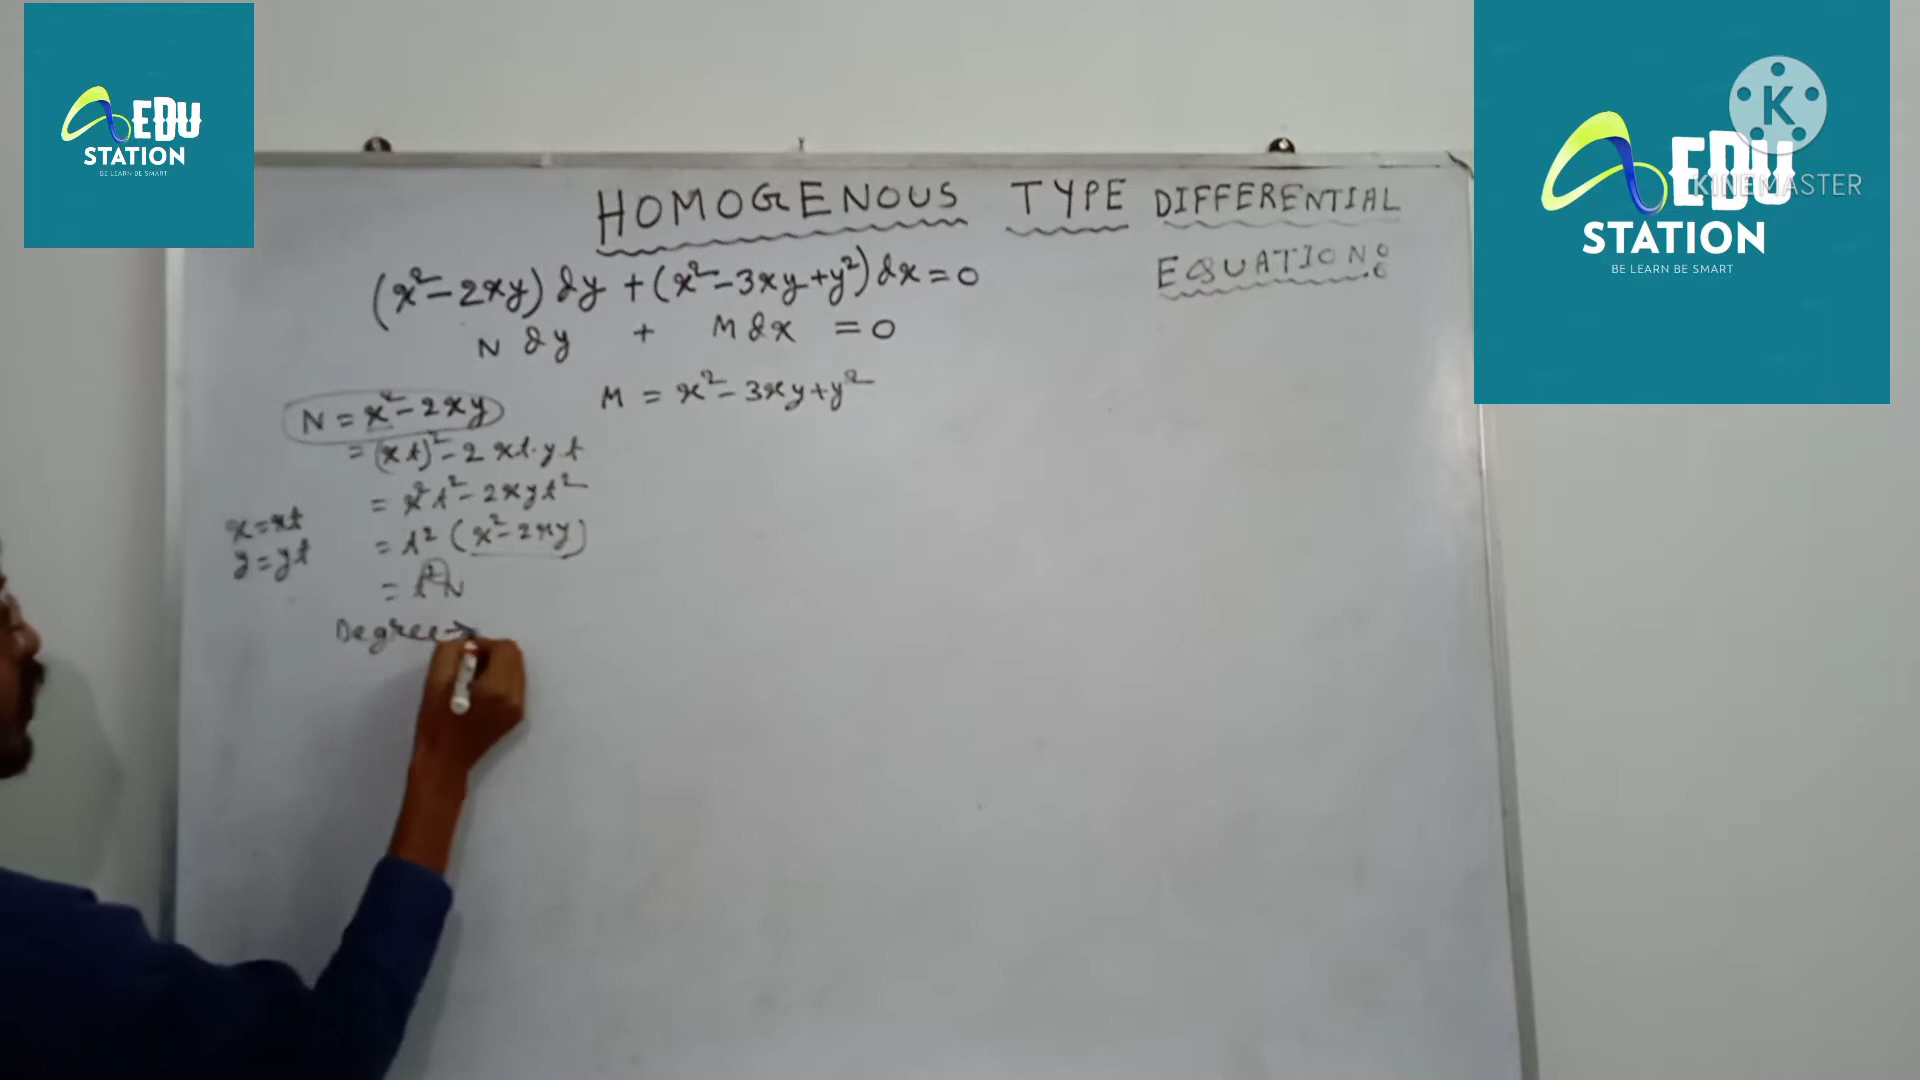 EDU
STATION
BE LEARN BE SMART
K
KINEMASTER
EDU
STATION
BE LEARN BE SMART
HOMOGENOUS TYPE DIFFERENTIAL
EQUATION :
(x²-2xy) dy + (x²-3xy+y²) dx = 0
N dy + M dx = 0
N = x²-2xy
M = x²-3xy+y²
= (xt)²-2xt.yt
= x²t²-2xyt²
x=xt
= t² (x²-2xy)
y=yt
= t²N
Degree→